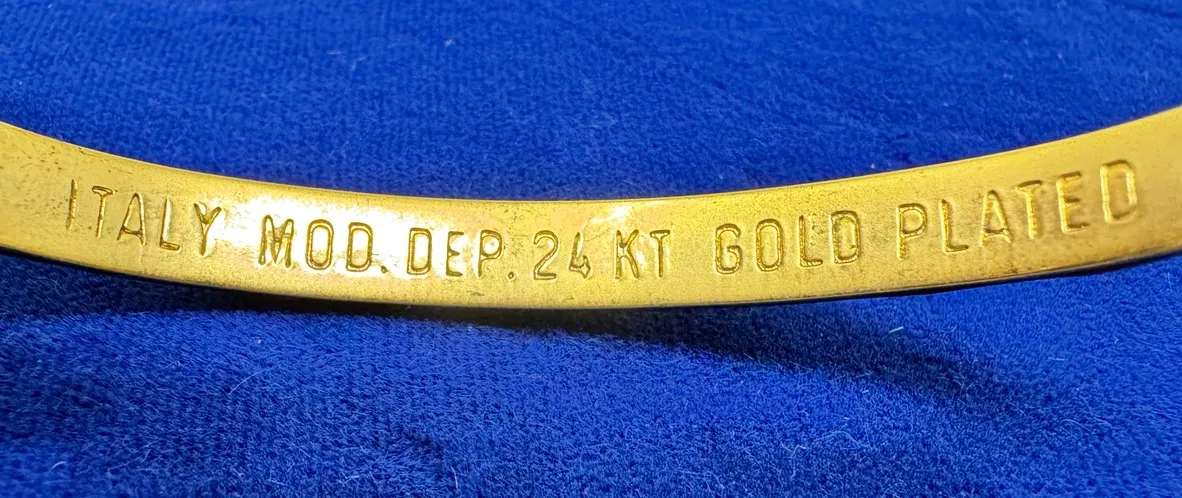 ITALY MOD. DEP. 24 KT GOLD PLATED